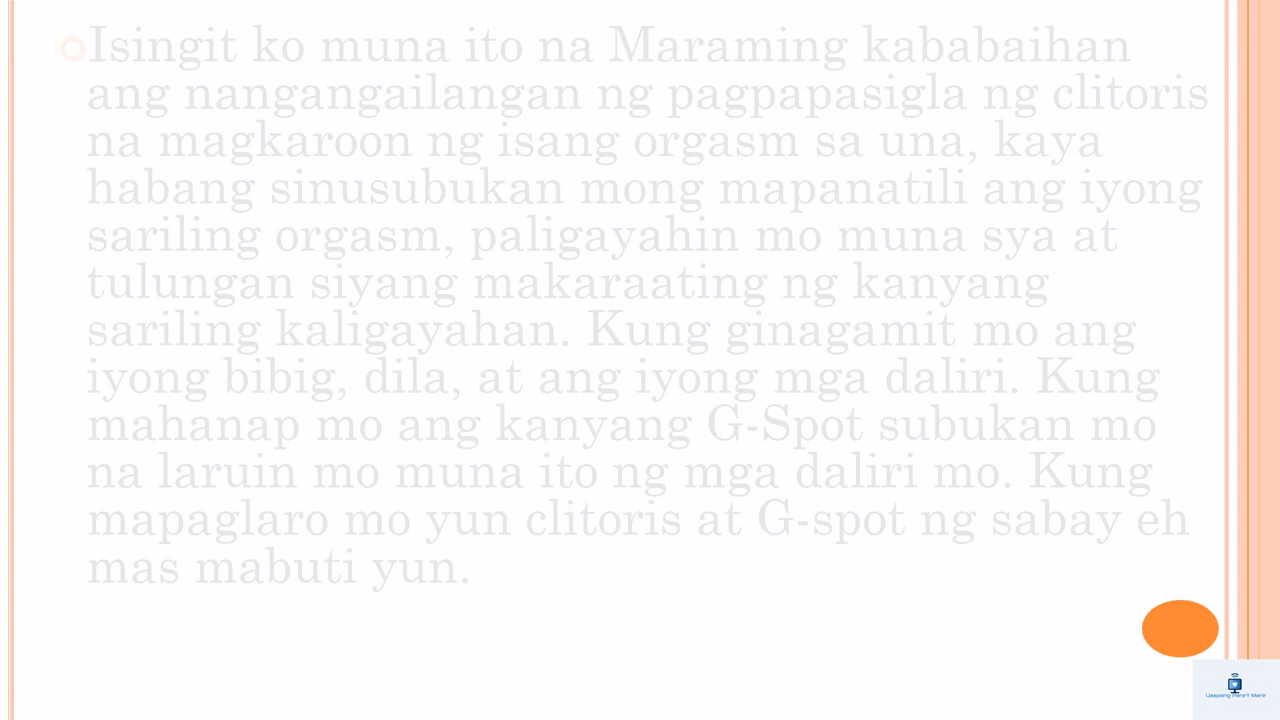 Isingit ko muna ito na Maraming kababaihan
ang nangangailangan ng pagpapasigla ng clitoris
na magkaroon ng isang orgasm sa una, kaya
habang sinusubukan mong mapanatili ang iyong
sariling orgasm, paligayahin mo muna sya at
tulungan siyang makaraating ng kanyang
sariling kaligayahan. Kung ginagamit mo ang
iyong bibig, dila, at ang iyong mga daliri. Kung
mahanap mo ang kanyang G-Spot subukan mo
na laruin mo muna ito ng mga daliri mo. Kung
mapaglaro mo yun clitoris at G-spot ng sabay eh
mas mabuti yun.